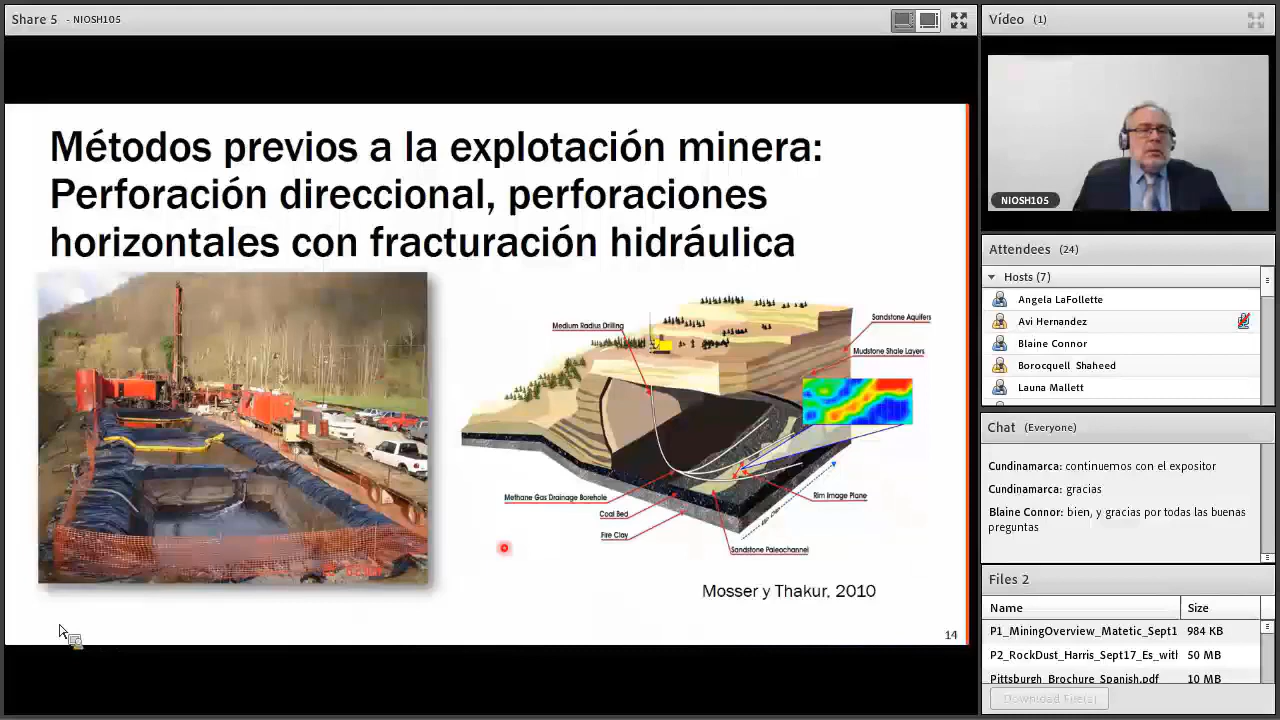 Share 5 - NIOSH105
Métodos previos a la explotación minera:
Perforación direccional, perforaciones
horizontales con fracturación hidráulica
Medium Radius Drilling
Sandstone Aquifers
Mudstone Shale Layers
Methane Gas Drainage Borehole
Coal Bed
Fire Clay
Rim Image Plane
Sandstone Paleochannel
Mosser y Thakur, 2010
14
Vídeo (1)
NIOSH105
Attendees (24)
Hosts (7)
Angela LaFollette
Avi Hernandez
Blaine Connor
Borocquell Shaheed
Launa Mallett
Chat (Everyone)
Cundinamarca: continuemos con el expositor
Cundinamarca: gracias
Blaine Connor: bien, y gracias por todas las buenas
preguntas
Files 2
Name Size
P1_MiningOverview_Matetic_Sept1 984 KB
P2_RockDust_Harris_Sept17_Es_witl 50 MB
Pittsburgh_Brochure_Spanish.pdf 10 MB
Download File(s)